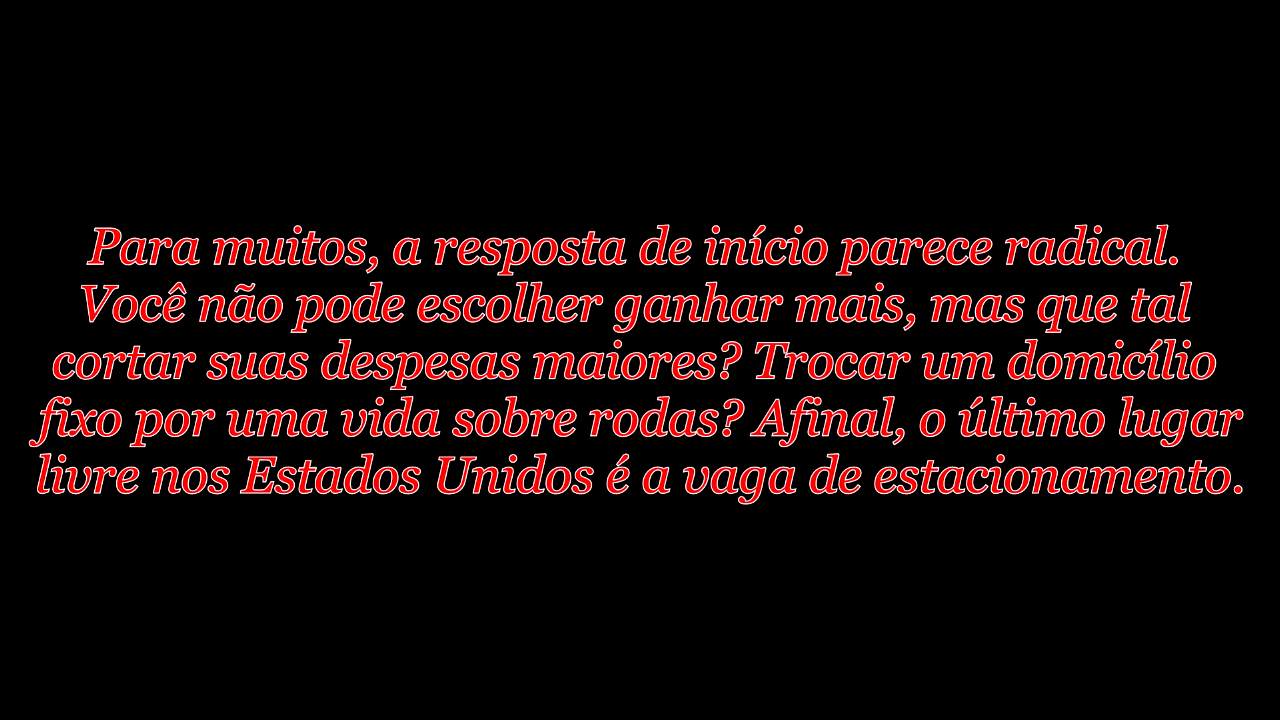 Para muitos, a resposta de início parece radical.
Você não pode escolher ganhar mais, mas que tal
cortar suas despesas maiores? Trocar um domicílio
fixo por uma vida sobre rodas? Afinal, o último lugar
livre nos Estados Unidos é a vaga de estacionamento.